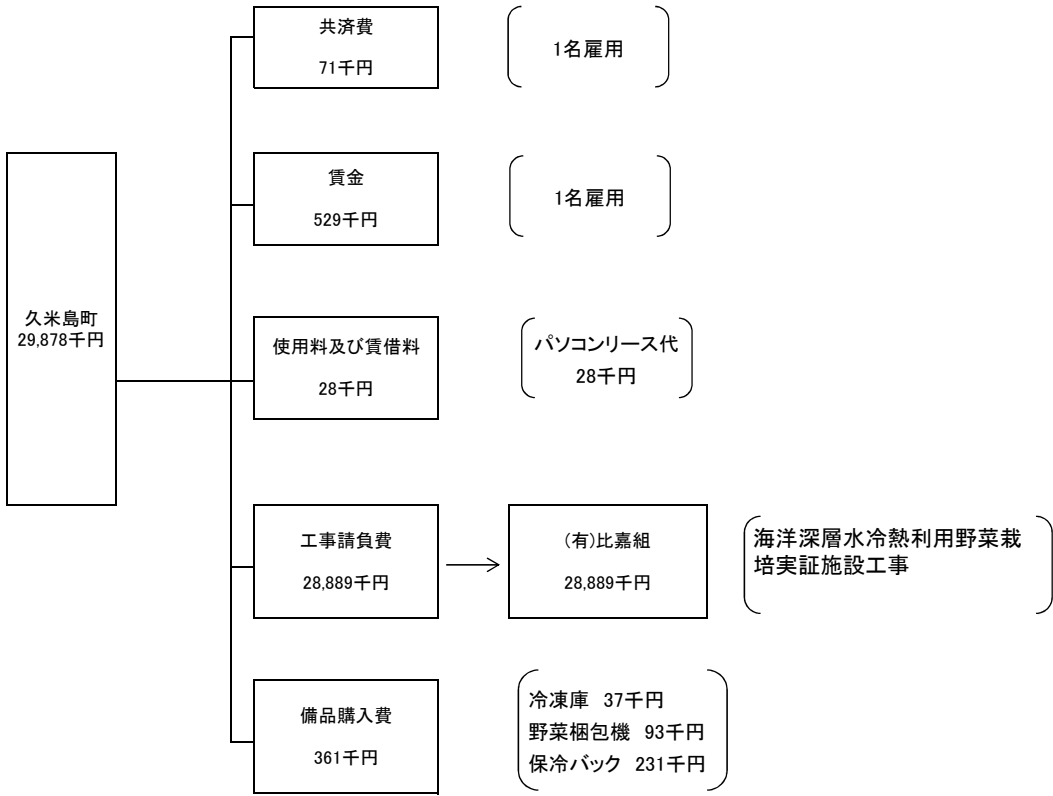 共済費
71千円
1名雇用
賃金
529千円
1名雇用
久米島町
29,878千円
使用料及び賃借料
28千円
パソコンリース代
28千円
工事請負費
28,889千円
(有)比嘉組
28,889千円
海洋深層水冷熱利用野菜栽
培実証施設工事
備品購入費
361千円
冷凍庫 37千円
野菜梱包機 93千円
保冷バック 231千円